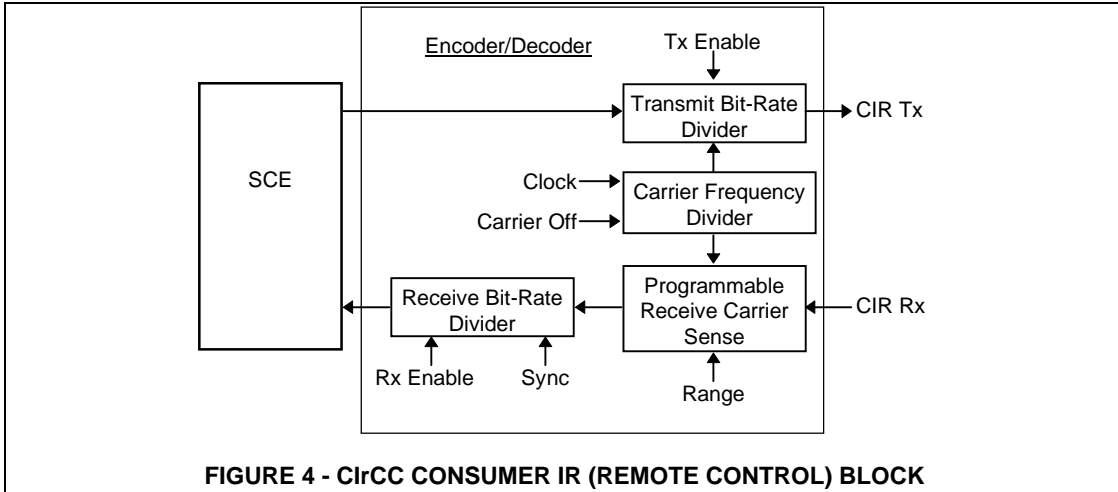 Encoder/Decoder
Tx Enable
Transmit Bit-Rate
Divider
CIR Tx
SCE
Clock
Carrier Off
Carrier Frequency
Divider
Receive Bit-Rate
Divider
Programmable
Receive Carrier
Sense
CIR Rx
Rx Enable
Sync
Range
FIGURE 4 - CIrCC CONSUMER IR (REMOTE CONTROL) BLOCK